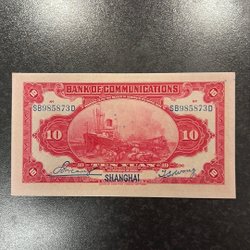 BANK OF COMMUNICATIONS
SB985873D SB985873D
10 10
TEN YUAN
SHANGHAI